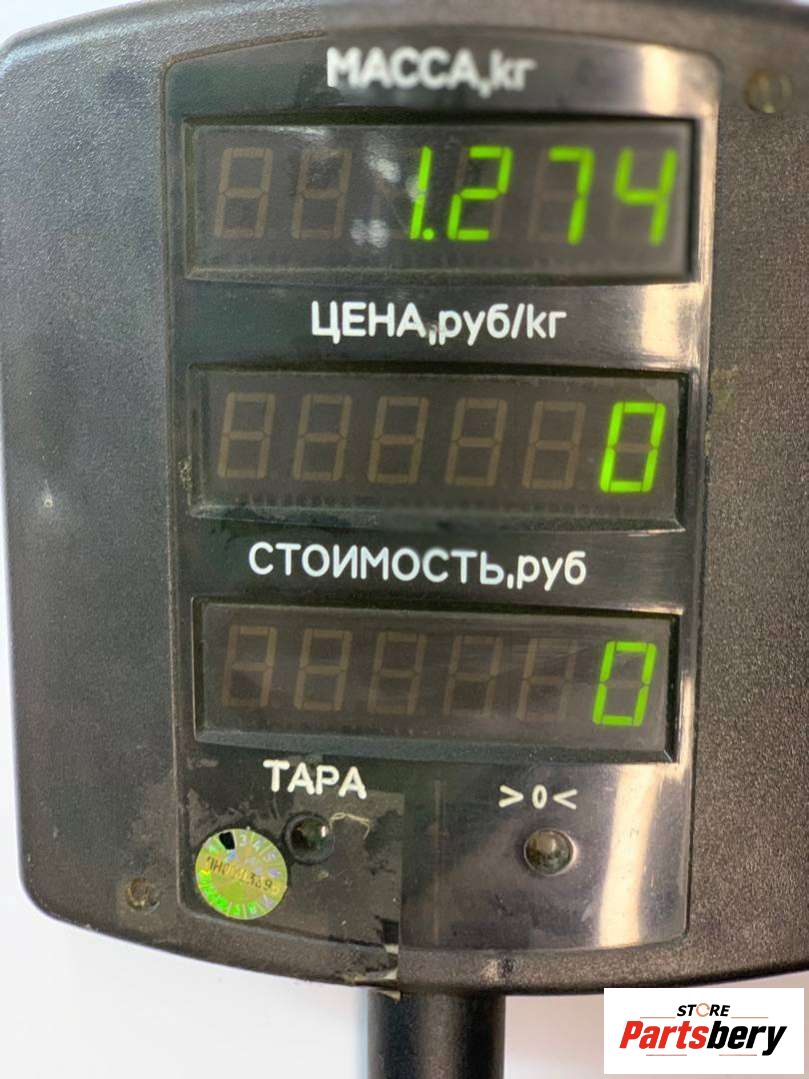 МАССА,кг
1.274
ЦЕНА,руб/кг
0
СТОИМОСТЬ,руб
0
ТАРА
>0<
STORE
Partsbery